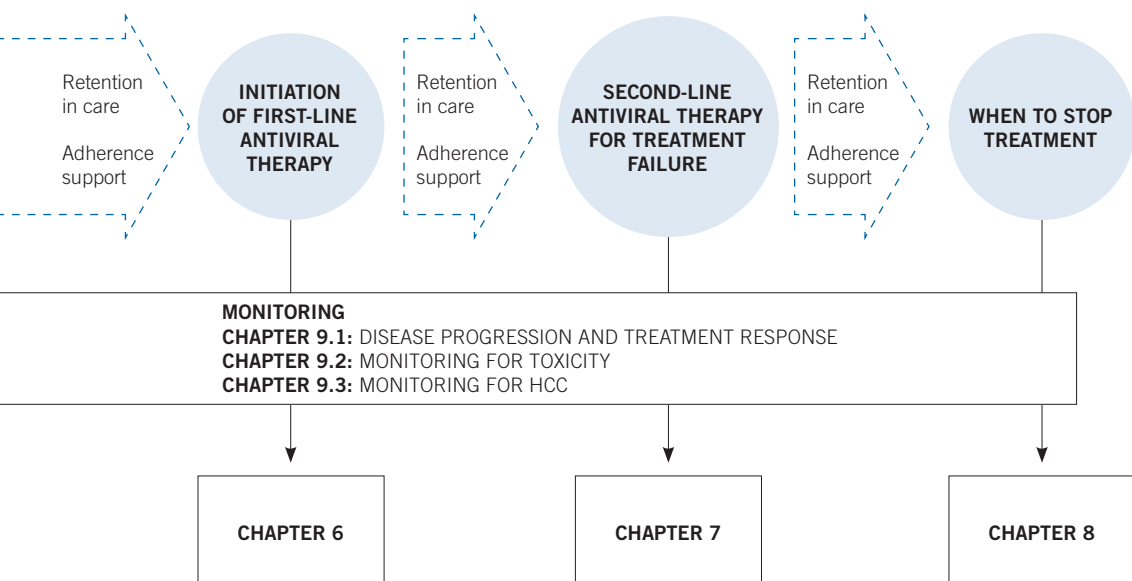 Retention
in care
Adherence
support
INITIATION
OF FIRST-LINE
ANTIVIRAL
THERAPY
Retention
in care
Adherence
support
SECOND-LINE
ANTIVIRAL THERAPY
FOR TREATMENT
FAILURE
Retention
in care
Adherence
support
WHEN TO STOP
TREATMENT
MONITORING
CHAPTER 9.1: DISEASE PROGRESSION AND TREATMENT RESPONSE
CHAPTER 9.2: MONITORING FOR TOXICITY
CHAPTER 9.3: MONITORING FOR HCC
CHAPTER 6
CHAPTER 7
CHAPTER 8